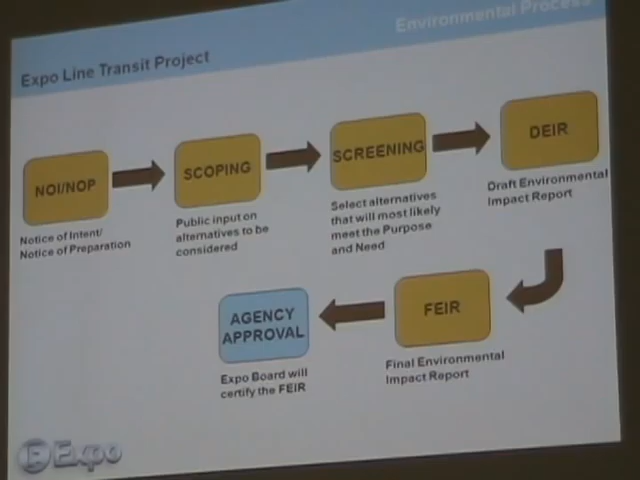 Environmental Process
Expo Line Transit Project
NOI/NOP
Notice of Intent/
Notice of Preparation
SCOPING
Public input on
alternatives to be
considered
SCREENING
Select alternatives
that will most likely
meet the Purpose
and Need
DEIR
Draft Environmental
Impact Report
FEIR
Final Environmental
Impact Report
AGENCY
APPROVAL
Expo Board will
certify the FEIR
Expo